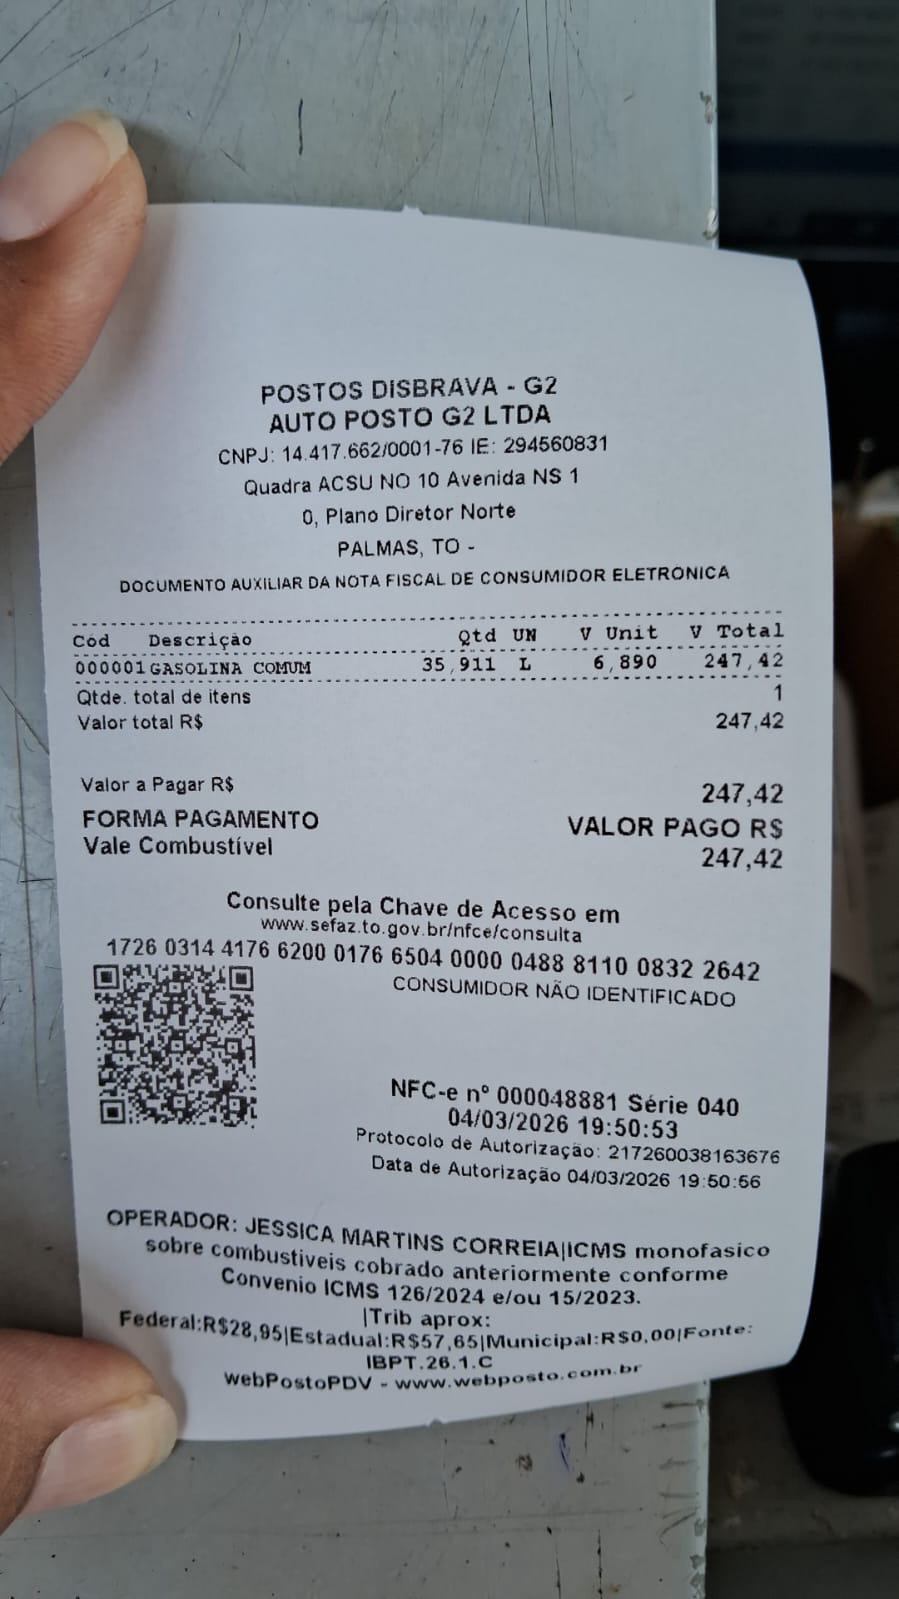 POSTOS DISBRAVA - G2
AUTO POSTO G2 LTDA
CNPJ: 14.417.662/0001-76 IE: 294560831
Quadra ACSU NO 10 Avenida NS 1
0, Plano Diretor Norte
PALMAS, TO -
DOCUMENTO AUXILIAR DA NOTA FISCAL DE CONSUMIDOR ELETRONICA
Cód Descrição Qtd UN V Unit V Total
000001 GASOLINA COMUM 35,911 L 6,890 247,42
Qtde. total de itens 1
Valor total R$ 247,42
Valor a Pagar R$ 247,42
FORMA PAGAMENTO VALOR PAGO R$
Vale Combustível 247,42
Consulte pela Chave de Acesso em
www.sefaz.to.gov.br/nfce/consulta
1726 0314 4176 6200 0176 6504 0000 0488 8110 0832 2642
CONSUMIDOR NÃO IDENTIFICADO
NFC-e nº 000048881 Série 040
04/03/2026 19:50:53
Protocolo de Autorização: 217260038163676
Data de Autorização 04/03/2026 19:50:56
OPERADOR: JESSICA MARTINS CORREIA|ICMS monofasico
sobre combustiveis cobrado anteriormente conforme
Convenio ICMS 126/2024 e/ou 15/2023.
|Trib aprox:
Federal:R$28,95|Estadual:R$57,65|Municipal:R$0,00|Fonte:
IBPT.26.1.C
webPostoPDV - www.webposto.com.br